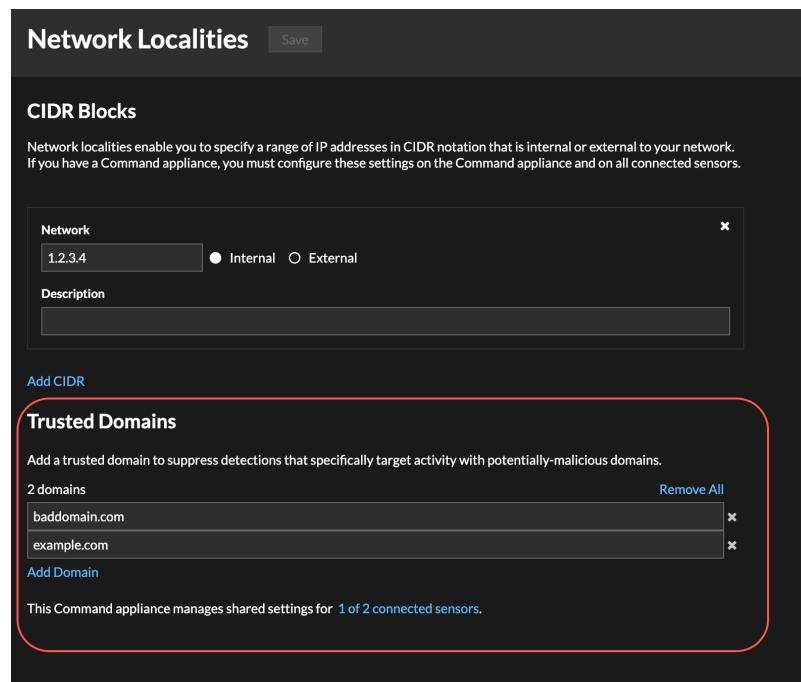 Network Localities
Save
CIDR Blocks
Network localities enable you to specify a range of IP addresses in CIDR notation that is internal or external to your network.
If you have a Command appliance, you must configure these settings on the Command appliance and on all connected sensors.
Network
1.2.3.4 Internal External
Description
Add CIDR
Trusted Domains
Add a trusted domain to suppress detections that specifically target activity with potentially-malicious domains.
2 domains Remove All
baddomain.com
example.com
Add Domain
This Command appliance manages shared settings for 1 of 2 connected sensors.